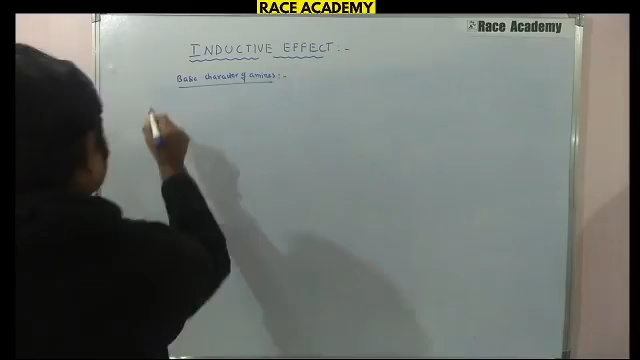 RACE ACADEMY
Race Academy
INDUCTIVE EFFECT :-
Basic character of amines :-